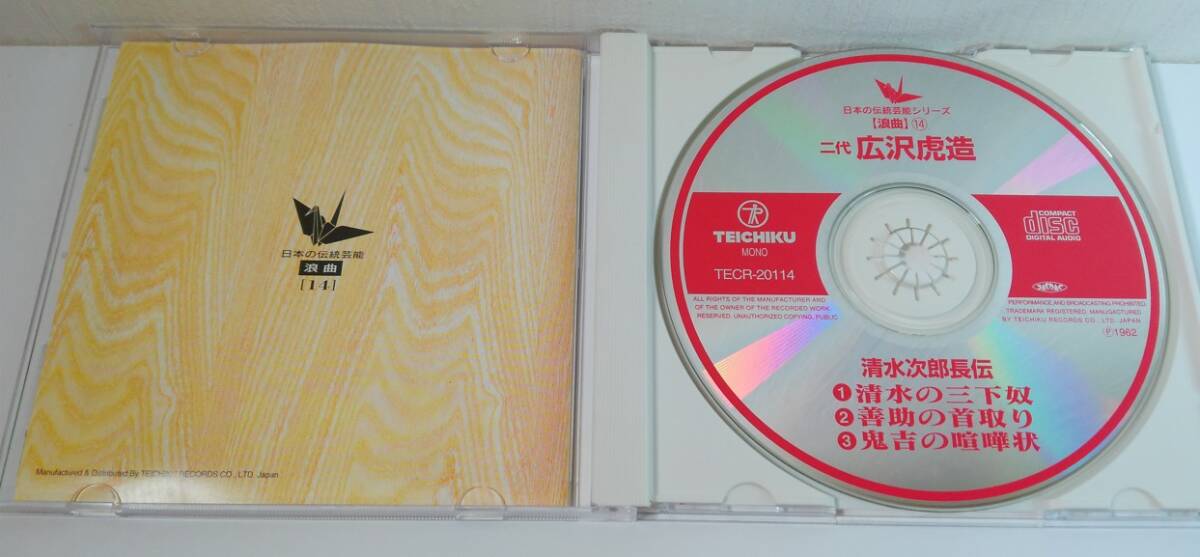 日本の伝統芸能
浪曲
[14]
Manufactured & Distributed By TEICHIKU RECORDS CO., LTD. Japan
日本の伝統芸能シリーズ
【浪曲】⑭
二代 広沢虎造
TEICHIKU
MONO
TECR-20114
COMPACT
disc
DIGITAL AUDIO
ALL RIGHTS OF THE MANUFACTURER AND
OF THE OWNER OF THE RECORDED WORK
RESERVED. UNAUTHORIZED COPYING, PUBLIC
PERFORMANCE AND BROADCASTING PROHIBITED.
TRADEMARK REGISTERED. MANUGACTURED
BY TEICHIKU RECORDS CO., LTD., JAPAN
Ⓟ1962
清水次郎長伝
❶清水の三下奴
❷善助の首取り
❸鬼吉の喧嘩状